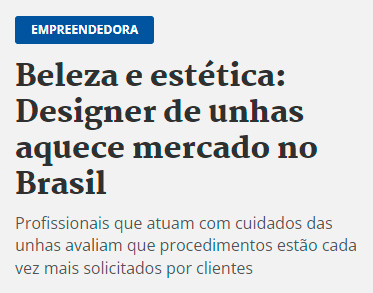 EMPREENDEDORA
Beleza e estética:
Designer de unhas
aquece mercado no
Brasil
Profissionais que atuam com cuidados das
unhas avaliam que procedimentos estão cada
vez mais solicitados por clientes